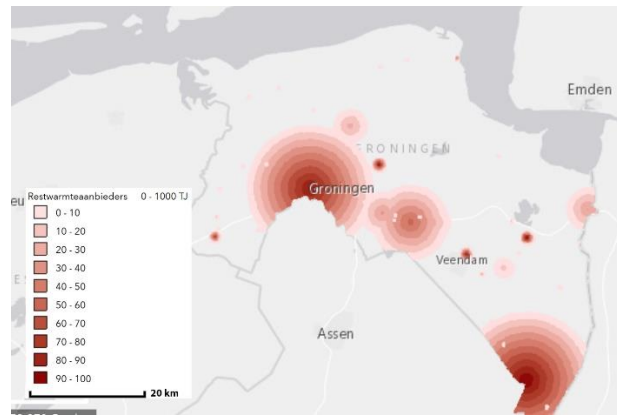 Emden
GRONINGEN
Groningen
Restwarmteaanbieders 0 - 1000 TJ
0 - 10
10 - 20
20 - 30
30 - 40
40 - 50
50 - 60
60 - 70
70 - 80
80 - 90
90 - 100
20 km
Veendam
Assen